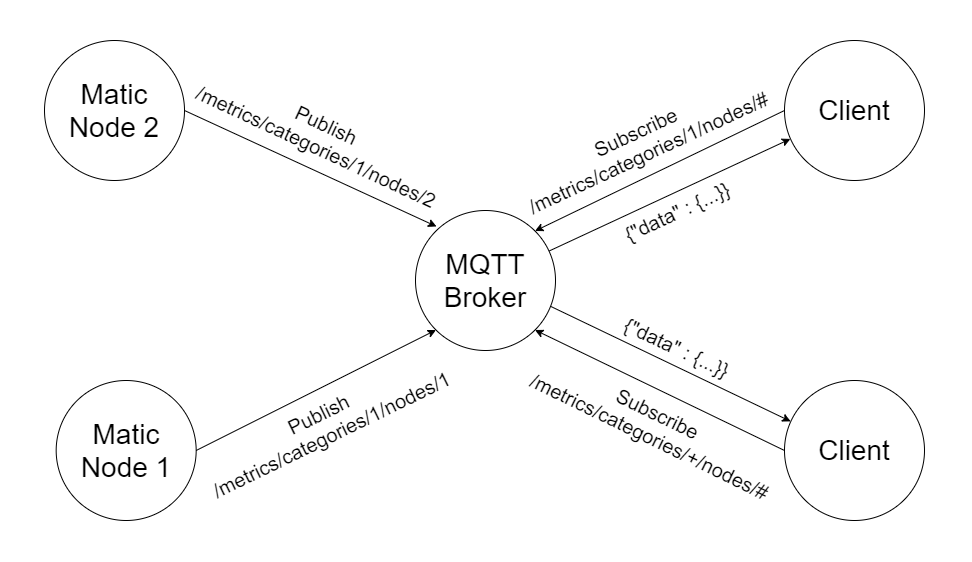 Matic
Node 2
Publish
/metrics/categories/1/nodes/2
Subscribe
/metrics/categories/1/nodes/#
Client
{"data" : {...}}
MQTT
Broker
{"data" : {...}}
Matic
Node 1
Publish
/metrics/categories/1/nodes/1
Subscribe
/metrics/categories/+/nodes/#
Client